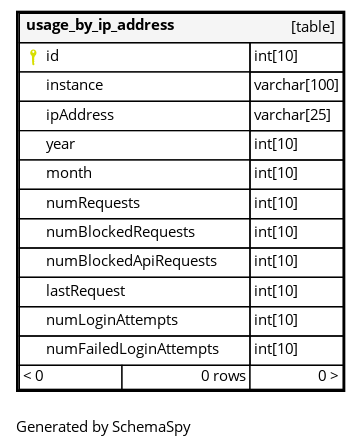 usage_by_ip_address [table]
id int[10]
instance varchar[100]
ipAddress varchar[25]
year int[10]
month int[10]
numRequests int[10]
numBlockedRequests int[10]
numBlockedApiRequests int[10]
lastRequest int[10]
numLoginAttempts int[10]
numFailedLoginAttempts int[10]
< 0 0 rows 0 >
Generated by SchemaSpy